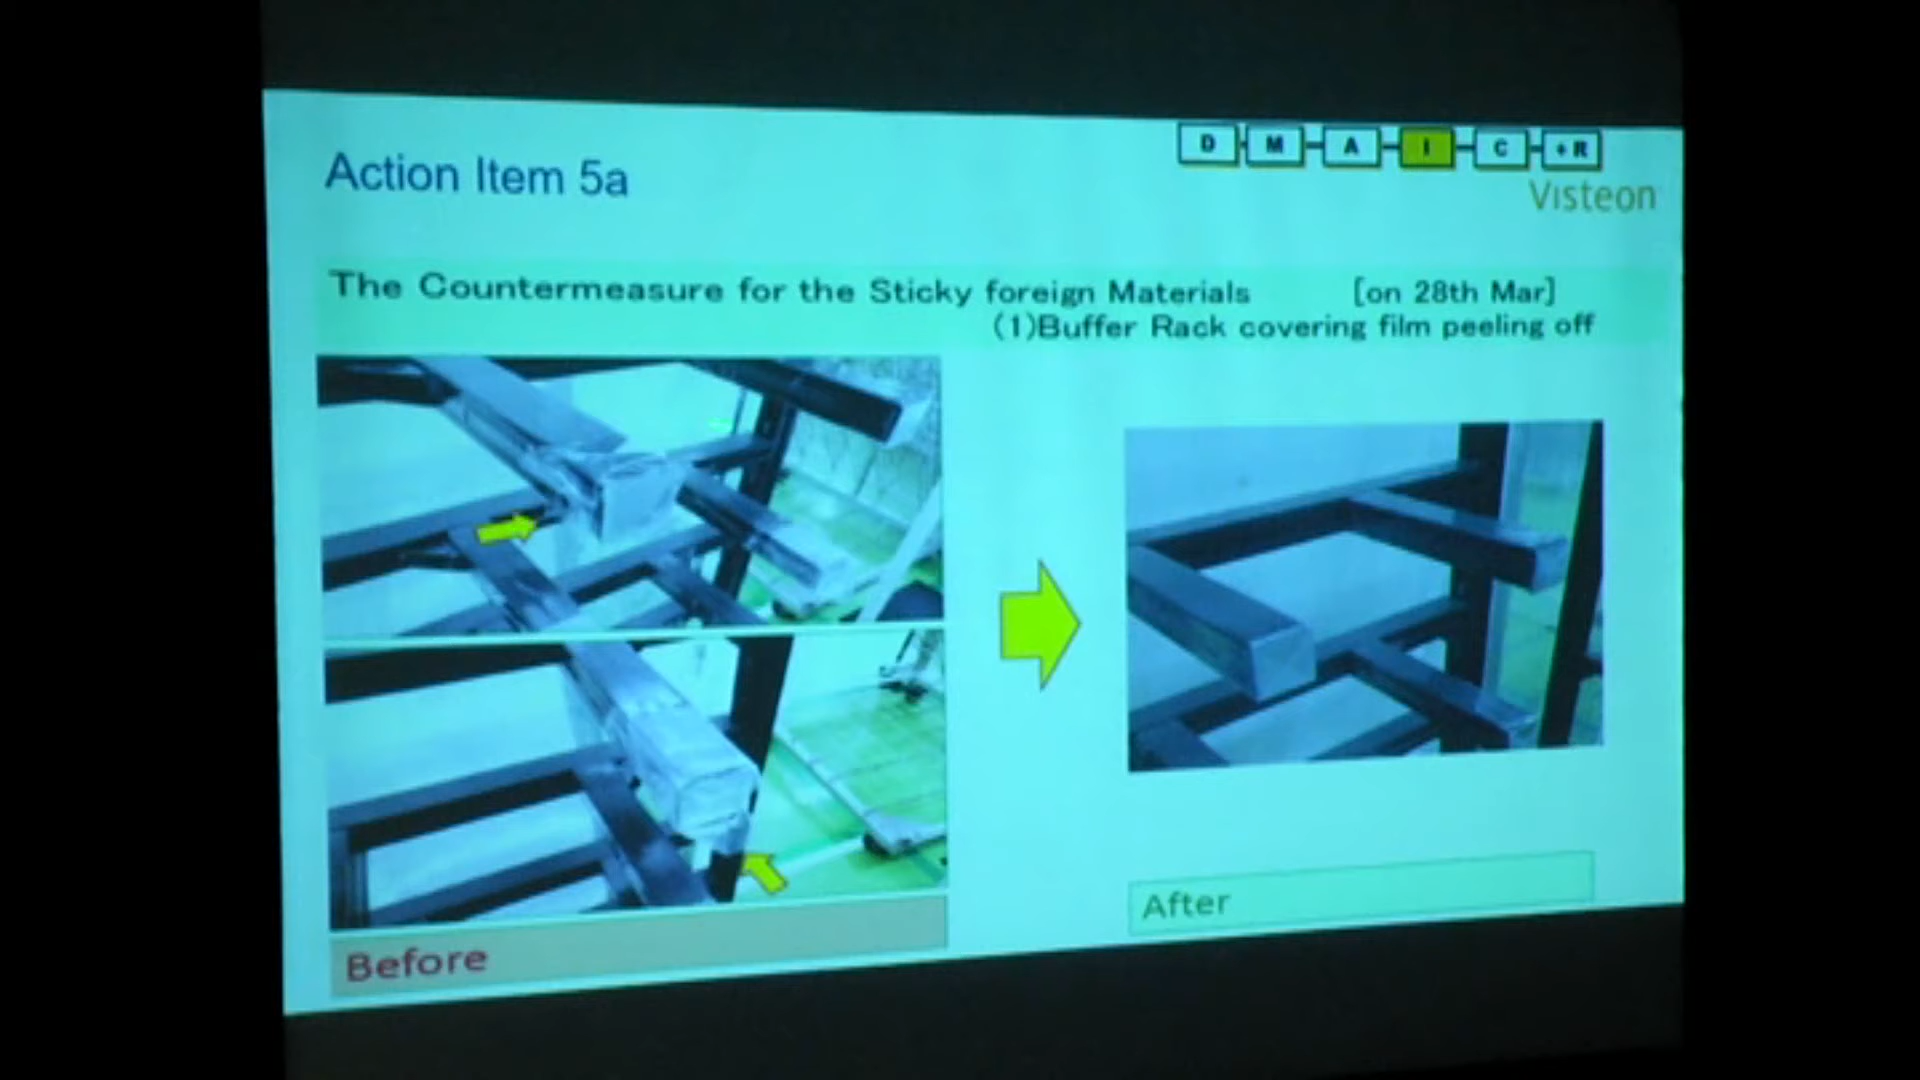 Action Item 5a
D M A I C +R
Visteon
The Countermeasure for the Sticky foreign Materials [on 28th Mar]
(1)Buffer Rack covering film peeling off
Before
After